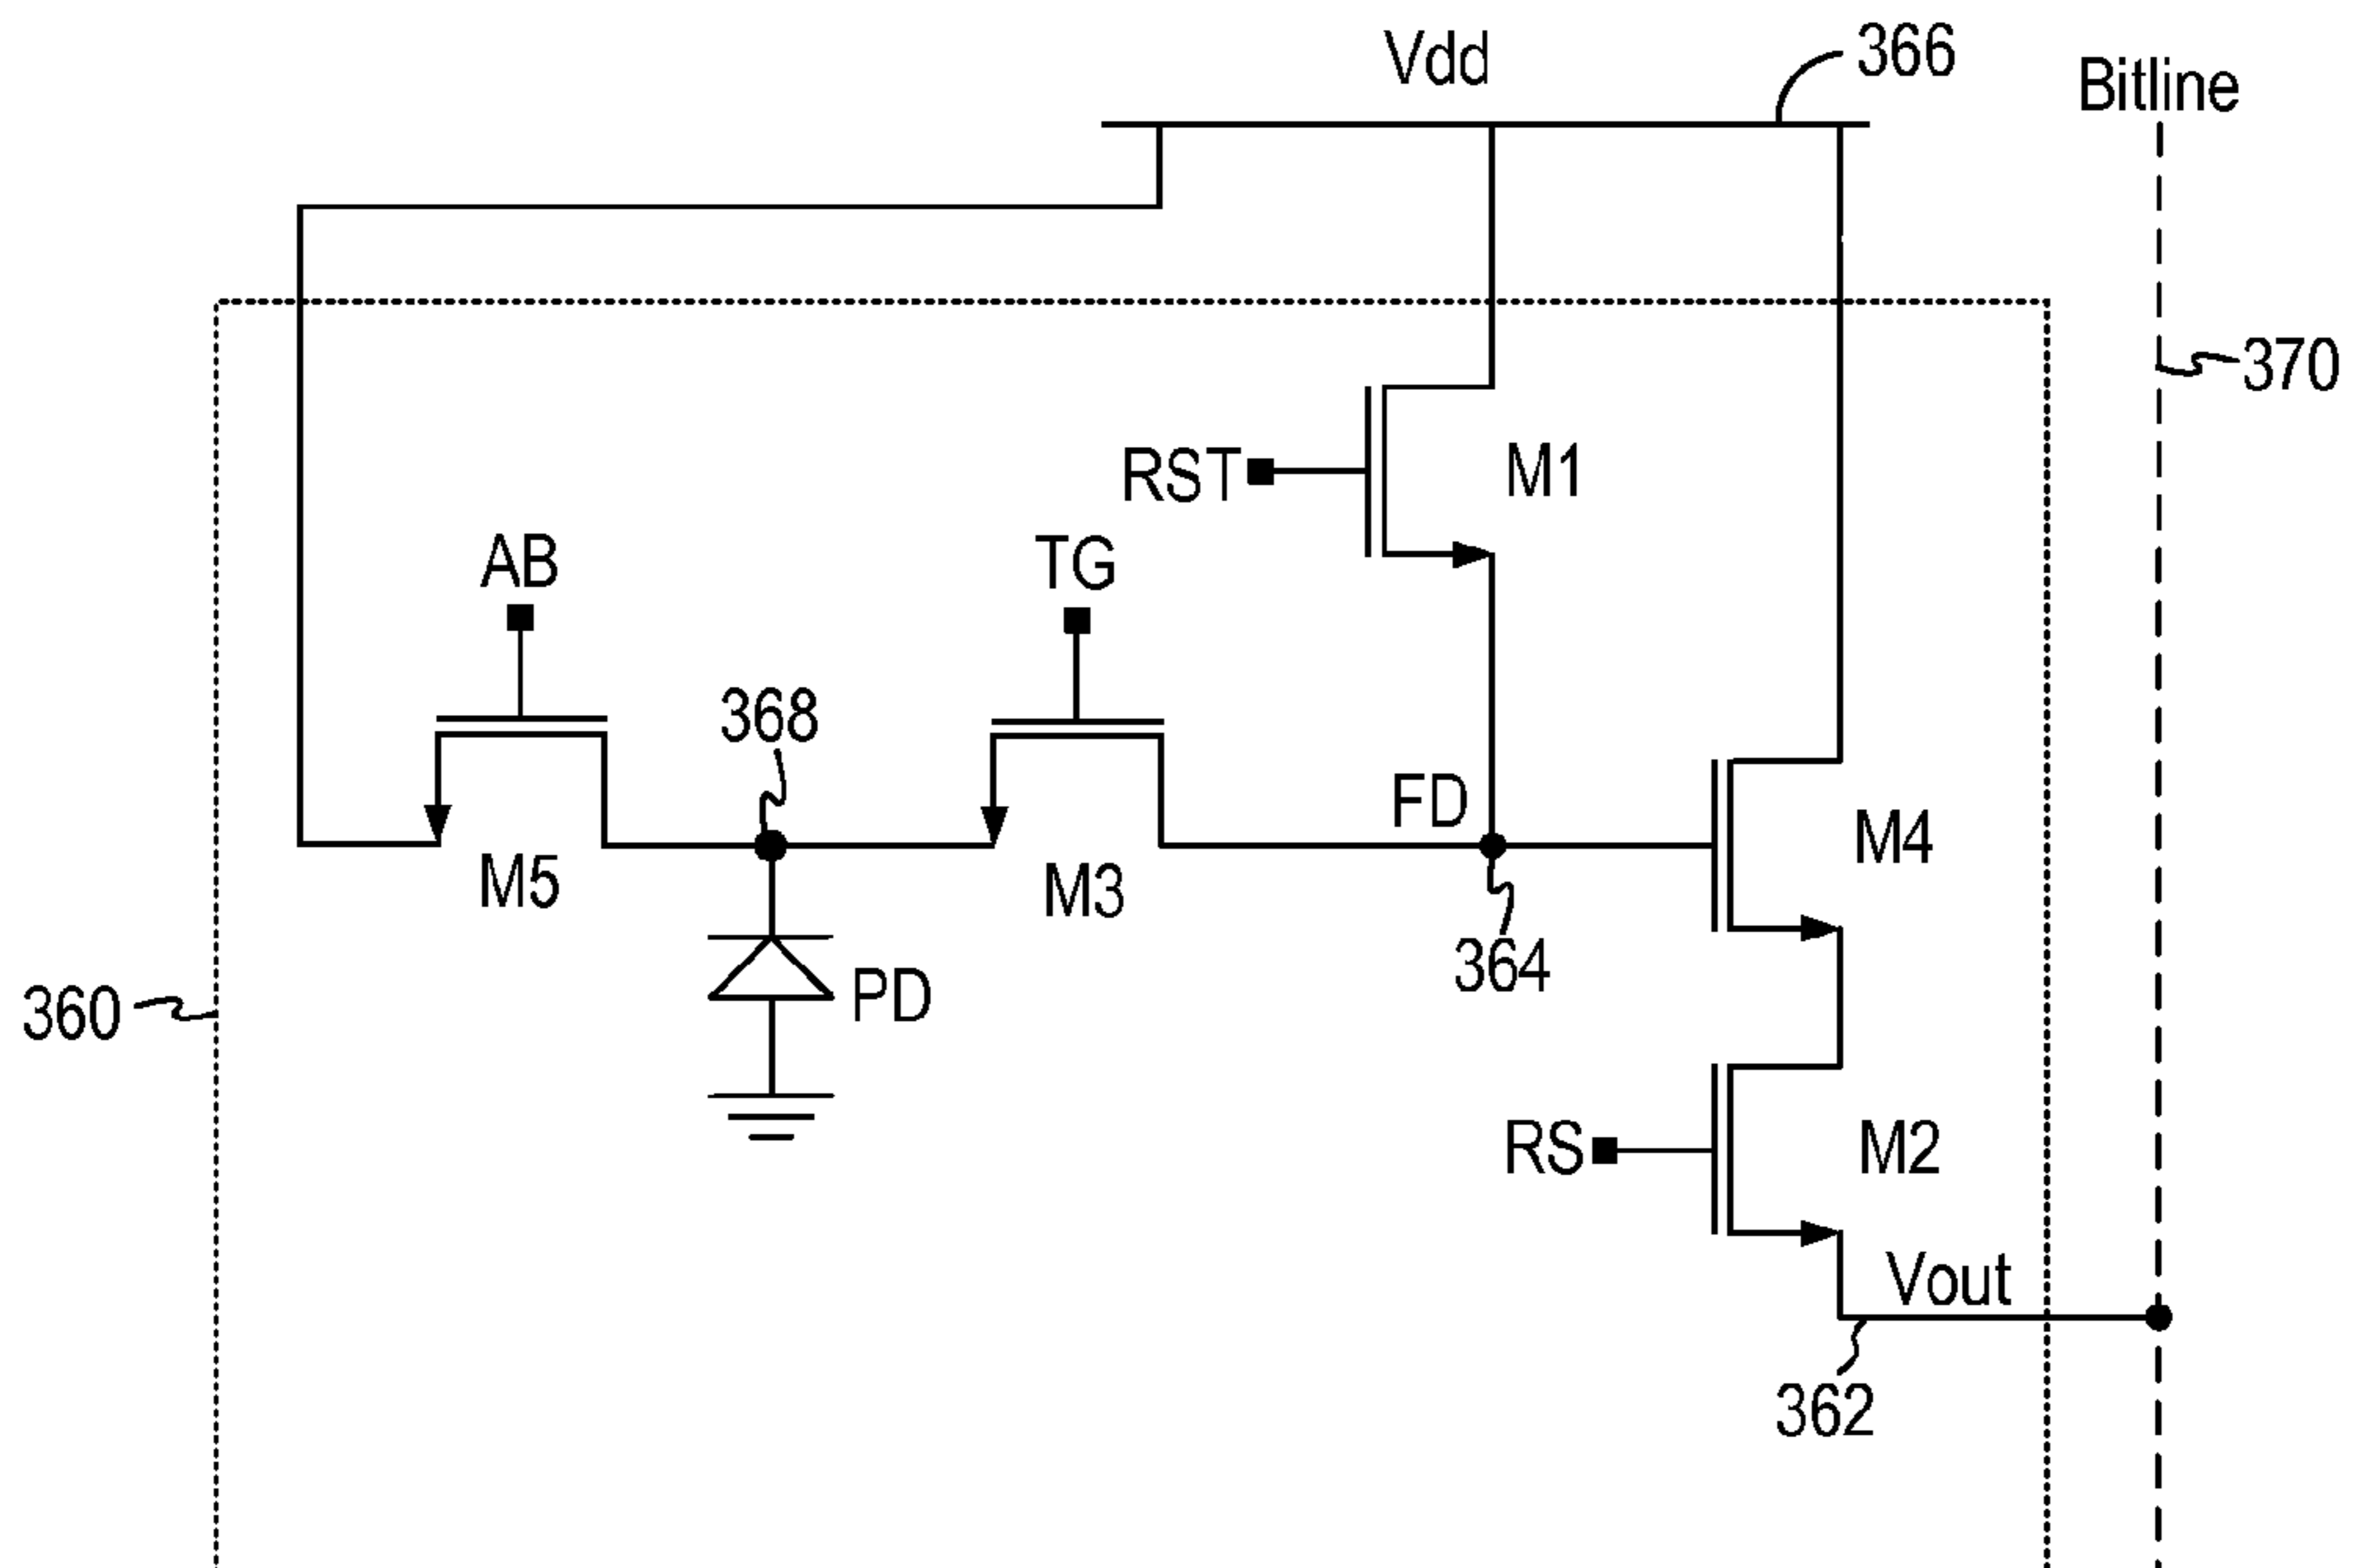 Vdd
366
Bitline
370
RST
M1
AB
TG
368
FD
M4
M5
M3
364
360
PD
RS
M2
Vout
362